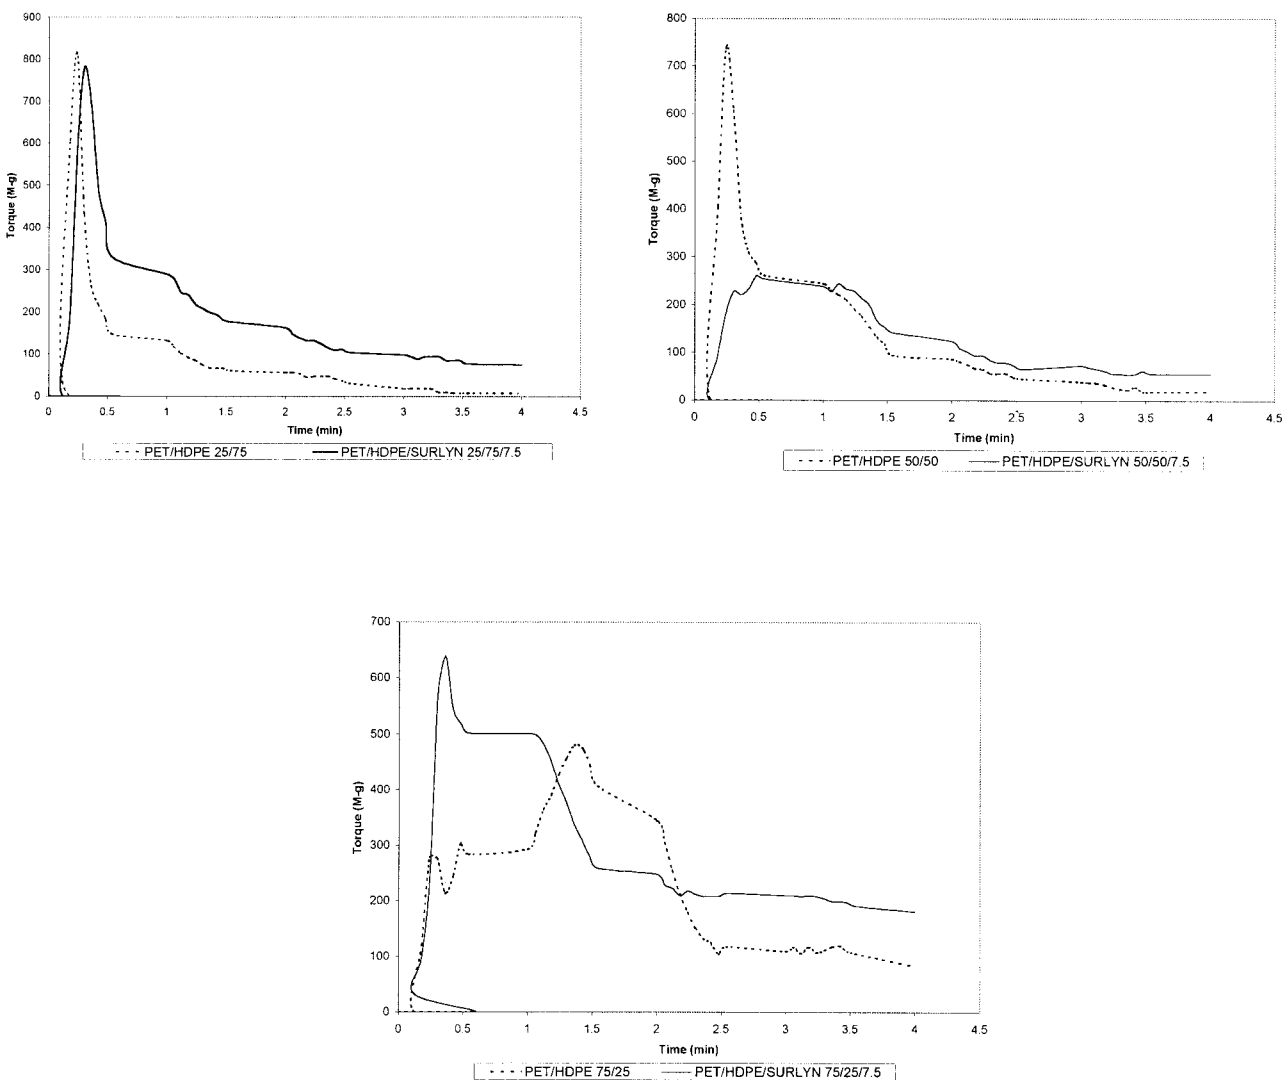 900
800
700
600
500
400
300
200
100
0
Torque (M-g)
0 0.5 1 1.5 2 2.5 3 3.5 4 4.5
Time (min)
PET/HDPE 25/75 PET/HDPE/SURLYN 25/75/7.5
800
700
600
500
400
300
200
100
0
Torque (M-g)
0 0.5 1 1.5 2 2.5 3 3.5 4 4.5
Time (min)
PET/HDPE 50/50 PET/HDPE/SURLYN 50/50/7.5
700
600
500
400
300
200
100
0
Torque (M-g)
0 0.5 1 1.5 2 2.5 3 3.5 4 4.5
Time (min)
PET/HDPE 75/25 PET/HDPE/SURLYN 75/25/7.5